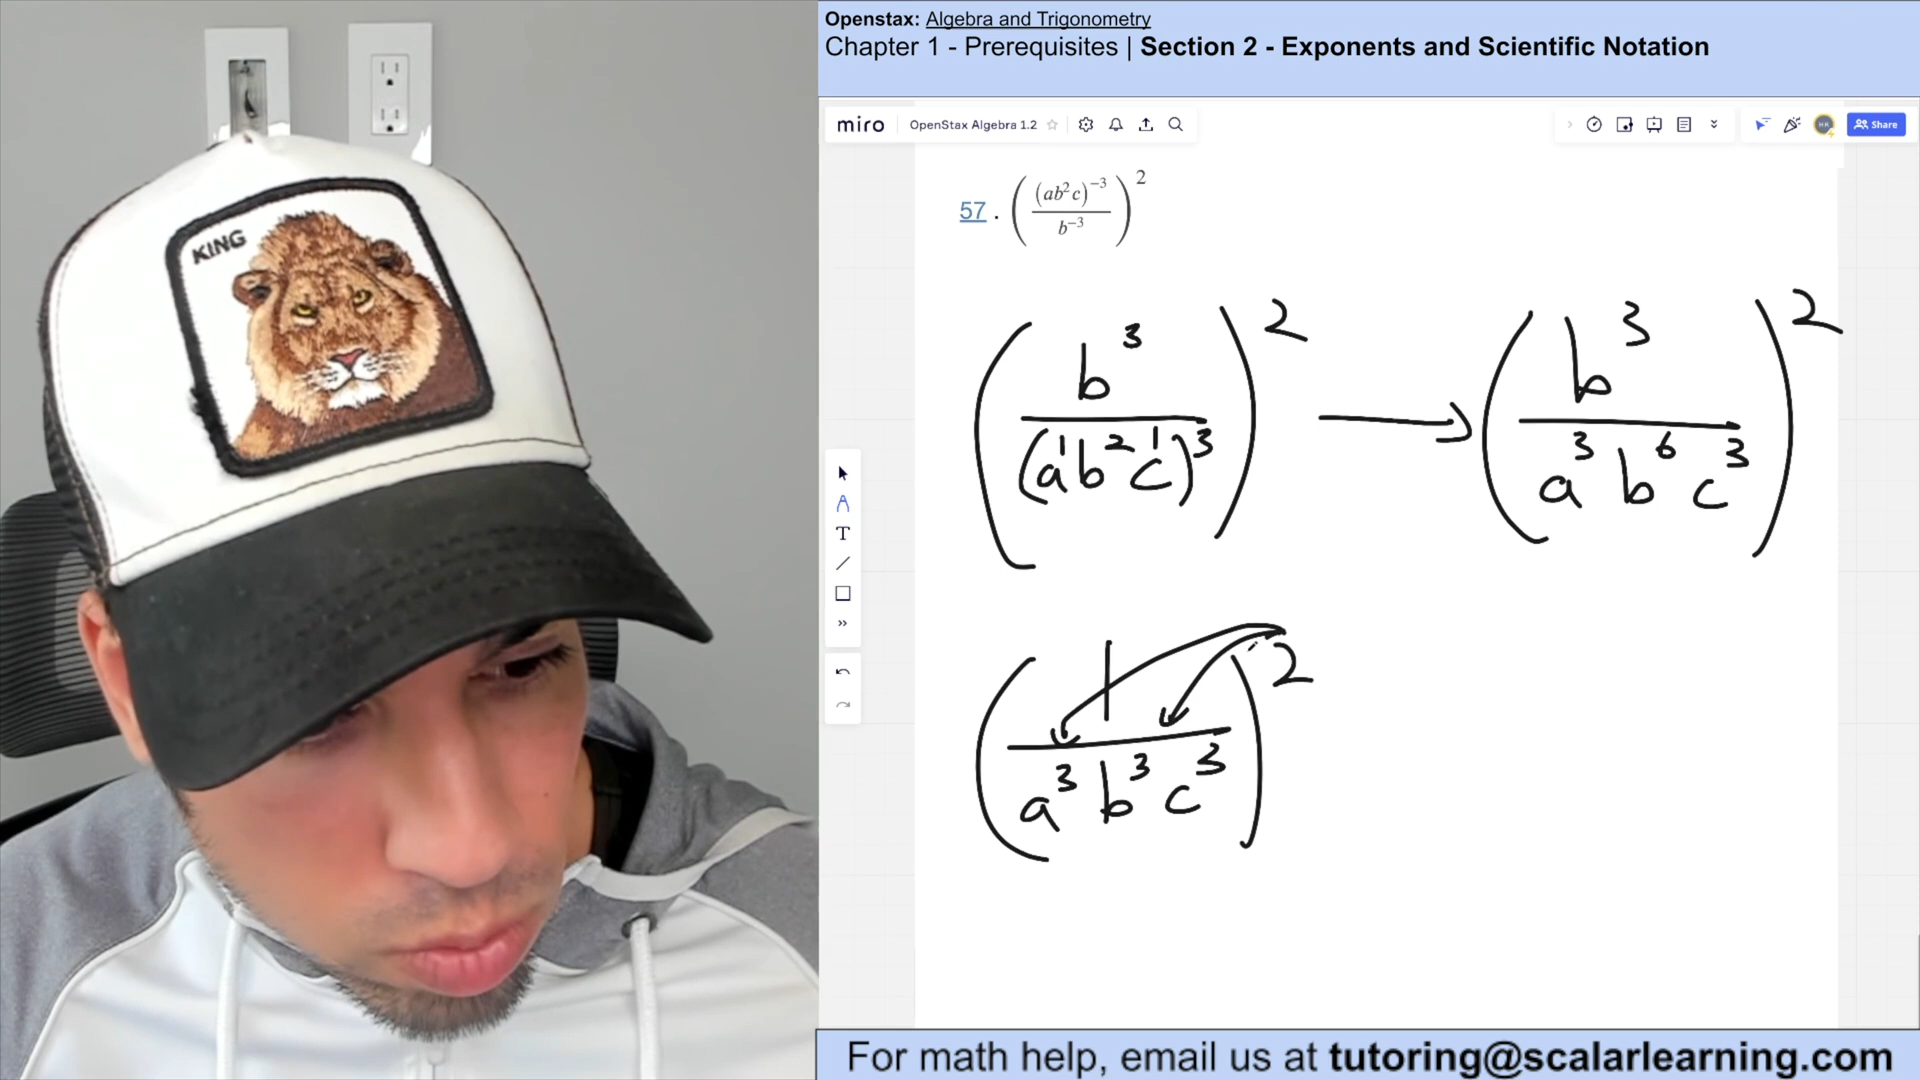 Openstax: Algebra and Trigonometry
Chapter 1 - Prerequisites | Section 2 - Exponents and Scientific Notation
miro OpenStax Algebra 1.2 Share
KING
57. ((ab²c)⁻³ / b⁻³)²
(b³ / (a¹b²c¹)³)² → (b³ / a³b⁶c³)²
(1 / a³b³c³)²
For math help, email us at tutoring@scalarlearning.com